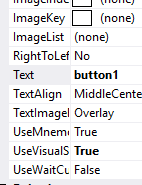 ImageKey (none)
ImageList (none)
RightToLef No
Text button1
TextAlign MiddleCente
TextImageI Overlay
UseMnemo True
UseVisualS True
UseWaitCu False